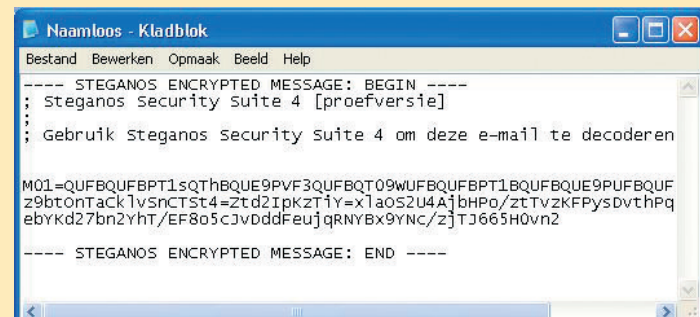 Naamloos - Kladblok
Bestand Bewerken Opmaak Beeld Help
---- STEGANOS ENCRYPTED MESSAGE: BEGIN ----
; Steganos Security Suite 4 [proefversie]
;
; Gebruik Steganos Security Suite 4 om deze e-mail te decoderen
M01=QUFBQUFBPT1sQThBQUE9PVF3QUFBQT09WUFBQUFBPT1BQUFBQUE9PUFBQUF
z9btOnTaCklvSnCTSt4=Ztd2IpKzTiY=xlaOS2U4AjbHPo/ztTvzKFPysDvthPq
ebYKd27bn2YhT/EF8o5cJvDddFeujqRNYBx9YNc/zjTJ665H0vn2
---- STEGANOS ENCRYPTED MESSAGE: END ----